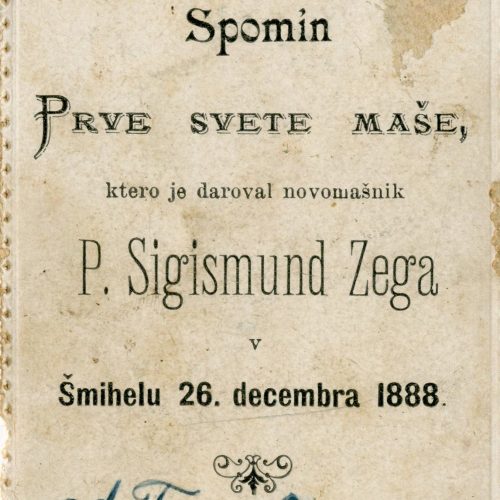 Spomin
PRVE SVETE MAŠE,
ktero je daroval novomašnik
P. Sigismund Zega
v
Šmihelu 26. decembra 1888.